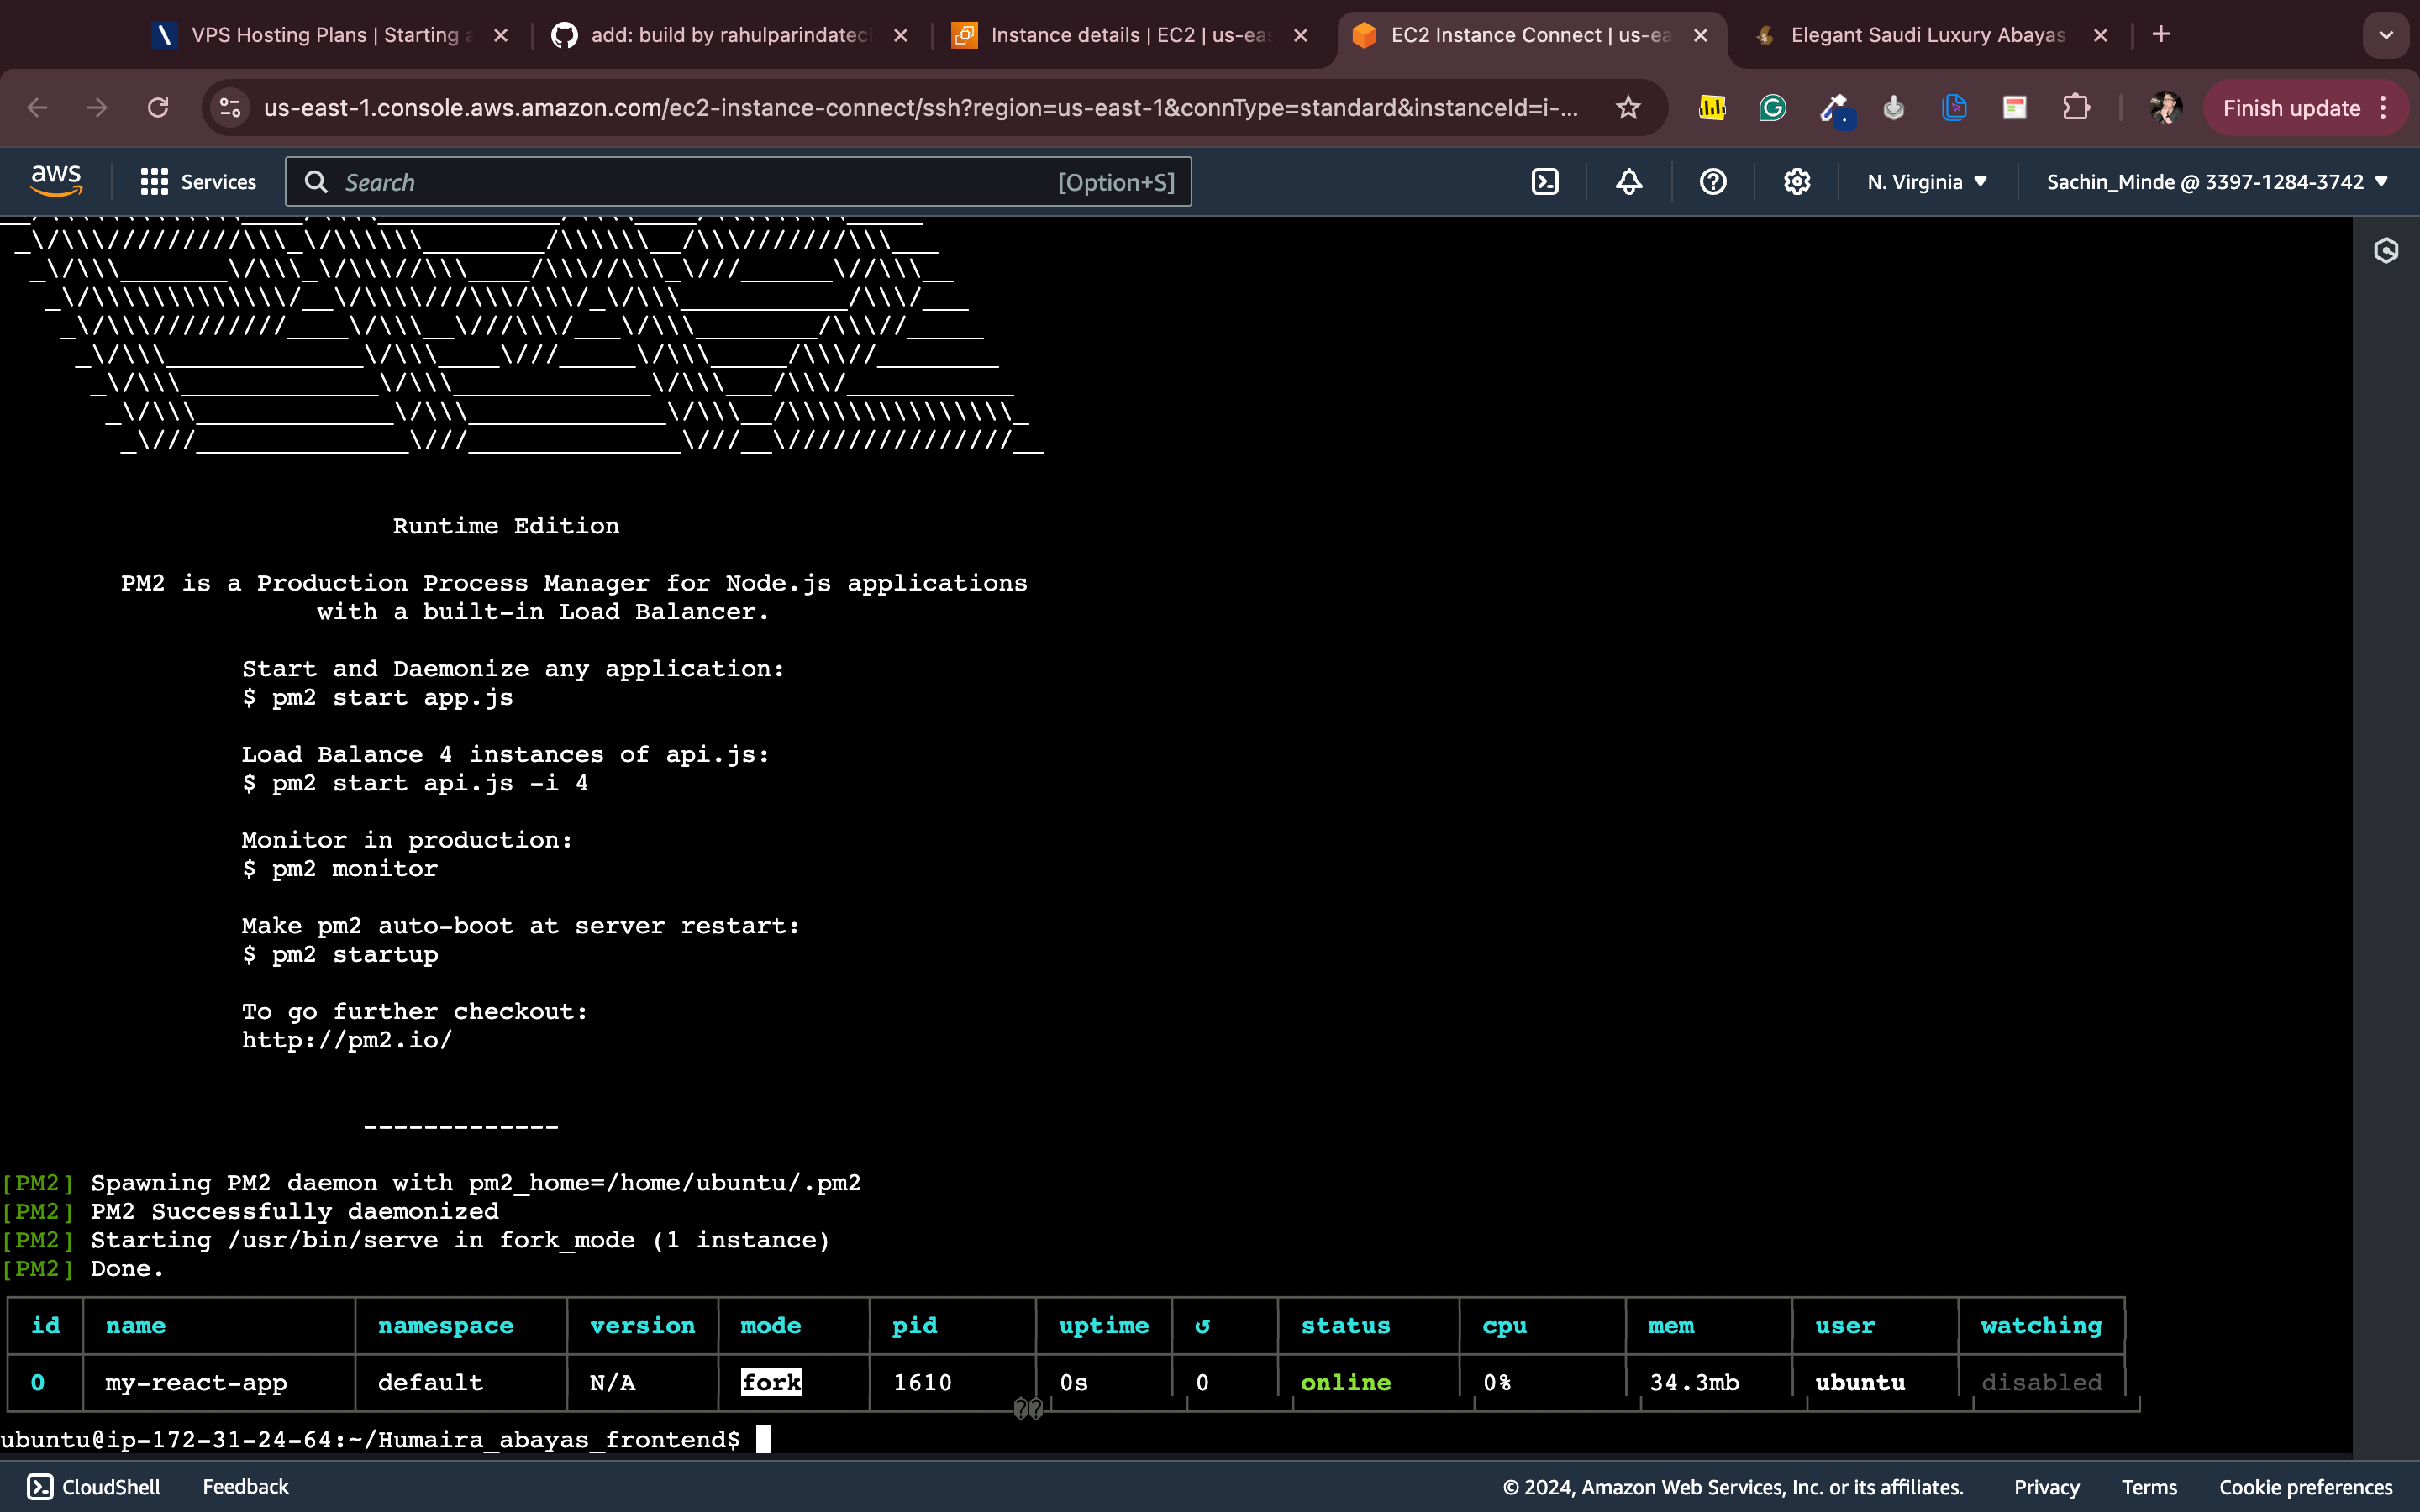 VPS Hosting Plans | Starting
add: build by rahulparindatec
Instance details | EC2 | us-eas
EC2 Instance Connect | us-ea
Elegant Saudi Luxury Abayas
us-east-1.console.aws.amazon.com/ec2-instance-connect/ssh?region=us-east-1&connType=standard&instanceId=i-...
Finish update
aws
Services
Search
[Option+S]
N. Virginia
Sachin_Minde @ 3397-1284-3742
Runtime Edition
PM2 is a Production Process Manager for Node.js applications
with a built-in Load Balancer.
Start and Daemonize any application:
$ pm2 start app.js
Load Balance 4 instances of api.js:
$ pm2 start api.js -i 4
Monitor in production:
$ pm2 monitor
Make pm2 auto-boot at server restart:
$ pm2 startup
To go further checkout:
http://pm2.io/
-------------
[PM2] Spawning PM2 daemon with pm2_home=/home/ubuntu/.pm2
[PM2] PM2 Successfully daemonized
[PM2] Starting /usr/bin/serve in fork_mode (1 instance)
[PM2] Done.
id name namespace version mode pid uptime ↺ status cpu mem user watching
0 my-react-app default N/A fork 1610 0s 0 online 0% 34.3mb ubuntu disabled
ubuntu@ip-172-31-24-64:~/Humaira_abayas_frontend$
CloudShell
Feedback
© 2024, Amazon Web Services, Inc. or its affiliates.
Privacy
Terms
Cookie preferences